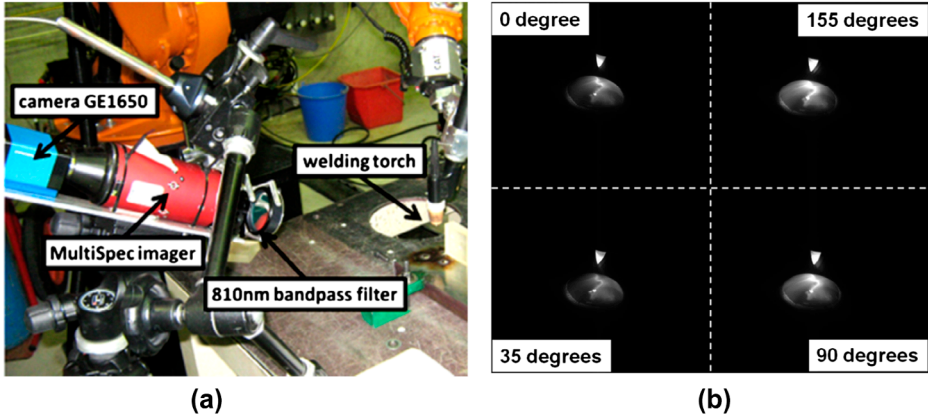 camera GE1650
welding torch
MultiSpec imager
810nm bandpass filter
(a)
0 degree
155 degrees
35 degrees
90 degrees
(b)